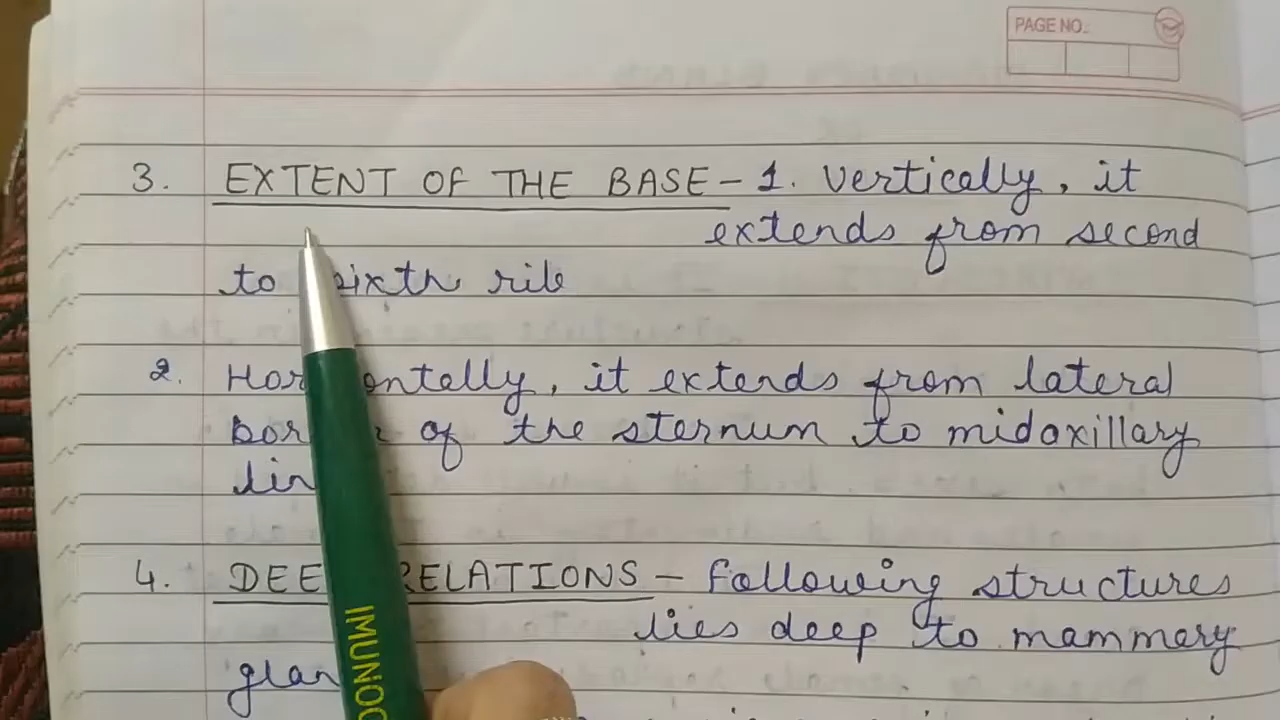 PAGE NO.:
3. EXTENT OF THE BASE - 1. Vertically, it
extends from second
to sixth rib
2. Hor ontally, it extends from lateral
bor r of the sternum to midaxillary
lin
4. DEE RELATIONS - Following structures
lies deep to mammary
glan
IMUNO